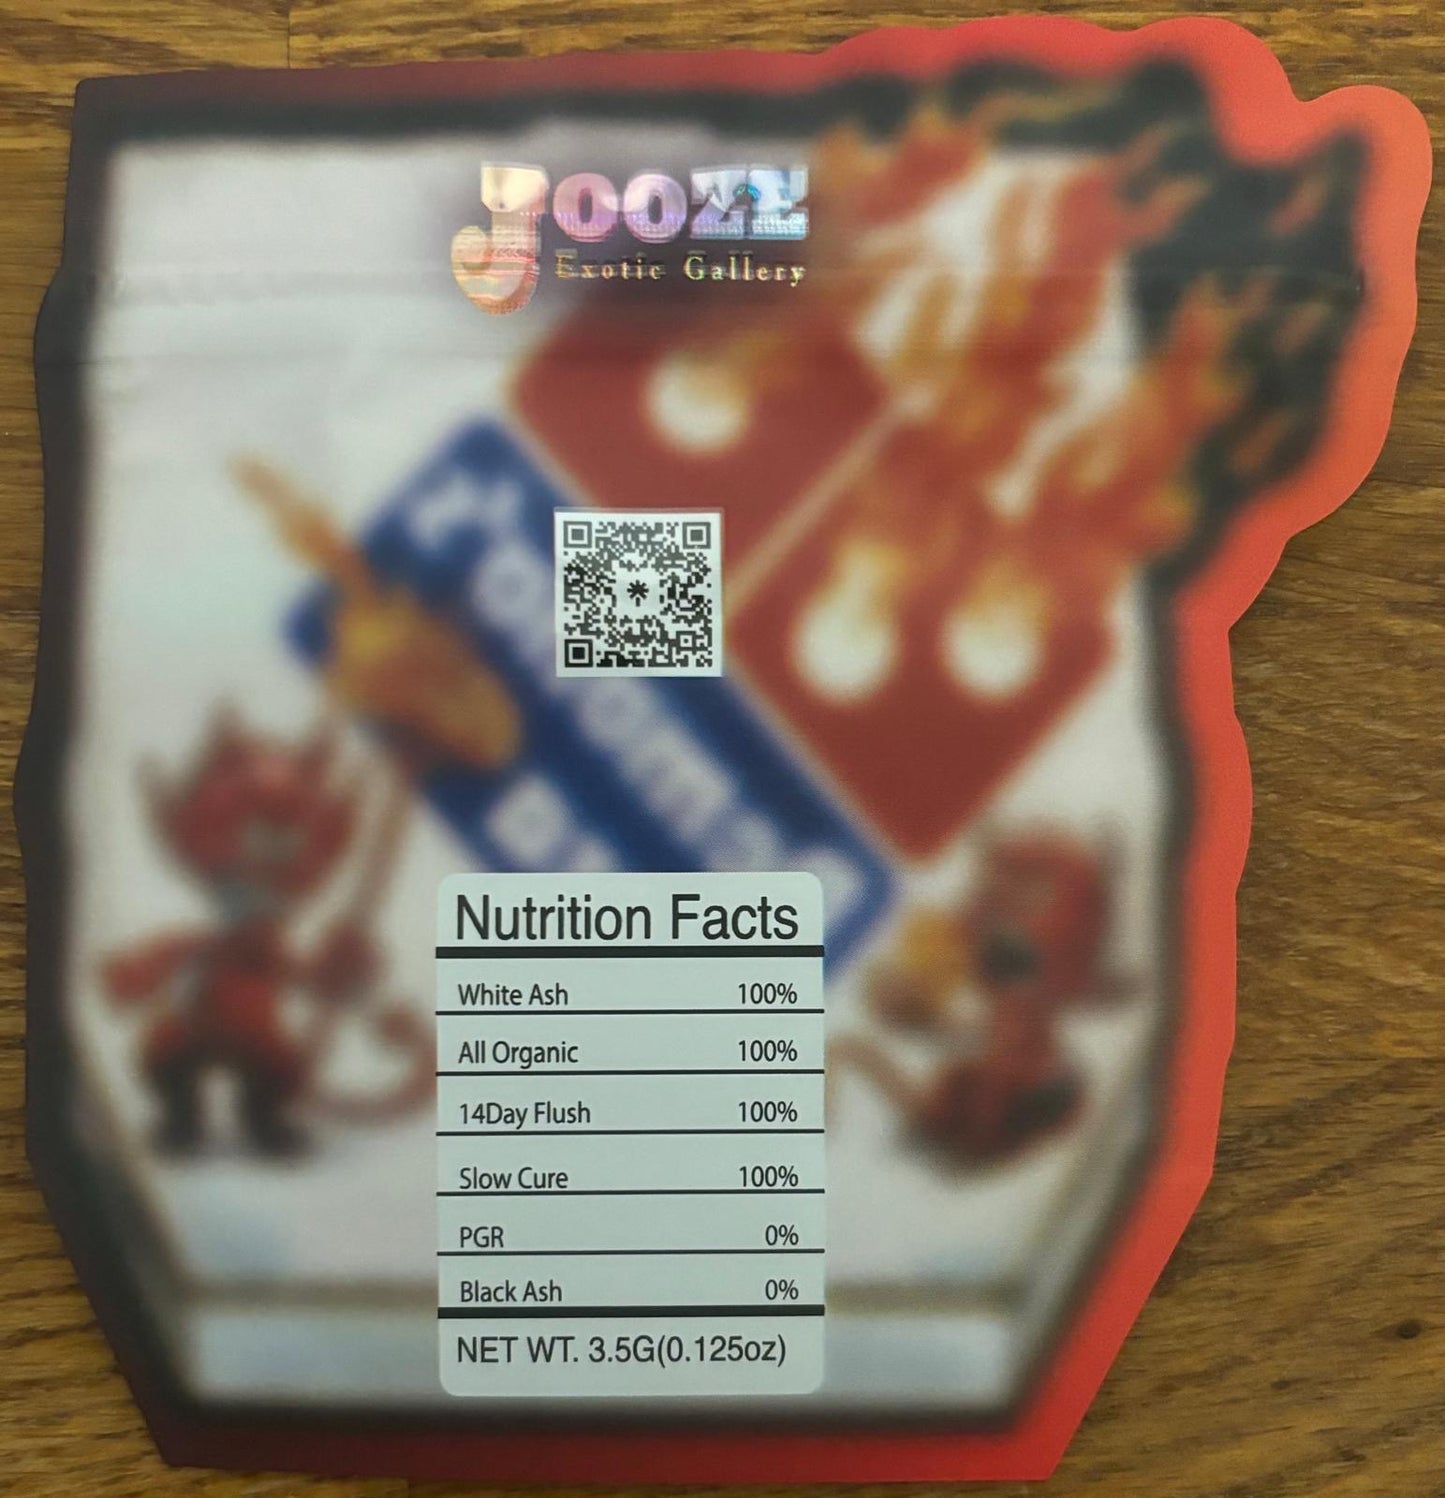 JOOZE
Exotic Gallery
Nutrition Facts
White Ash 100%
All Organic 100%
14Day Flush 100%
Slow Cure 100%
PGR 0%
Black Ash 0%
NET WT. 3.5G(0.125oz)